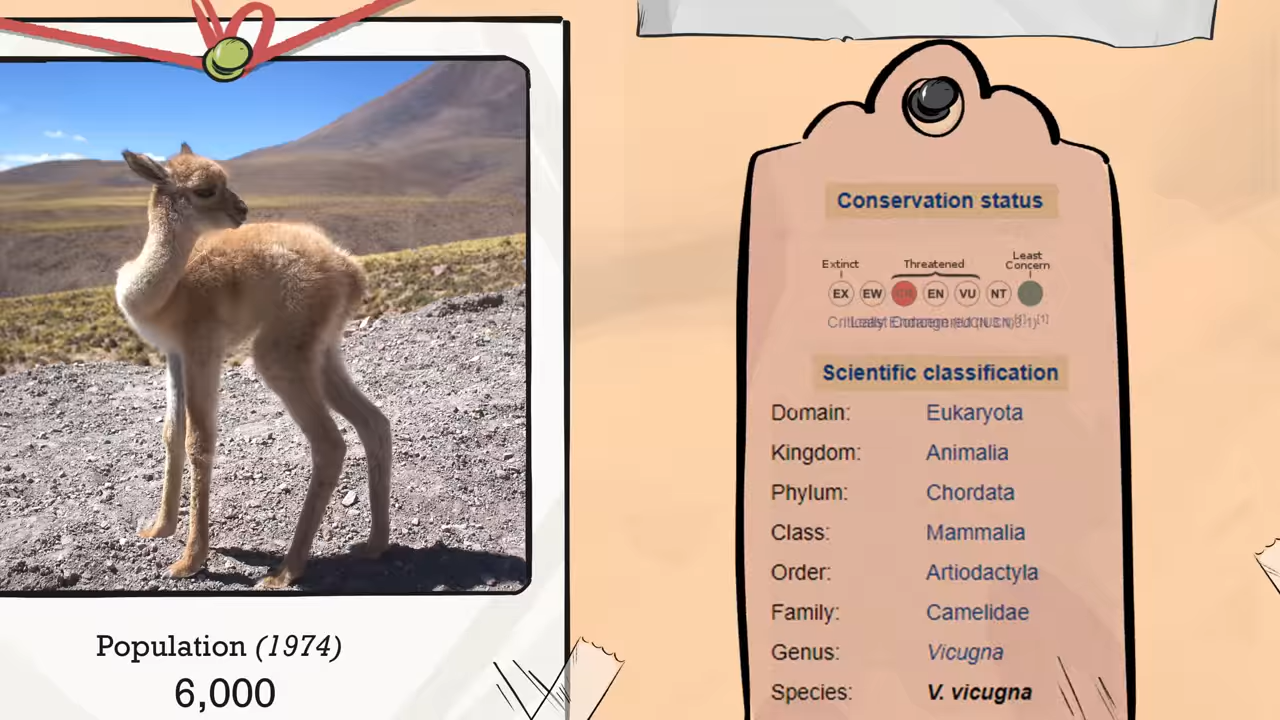 Population (1974)
6,000
Conservation status
Extinct
Threatened
Least
Concern
EX EW EN VU NT
Scientific classification
Domain: Eukaryota
Kingdom: Animalia
Phylum: Chordata
Class: Mammalia
Order: Artiodactyla
Family: Camelidae
Genus: Vicugna
Species: V. vicugna